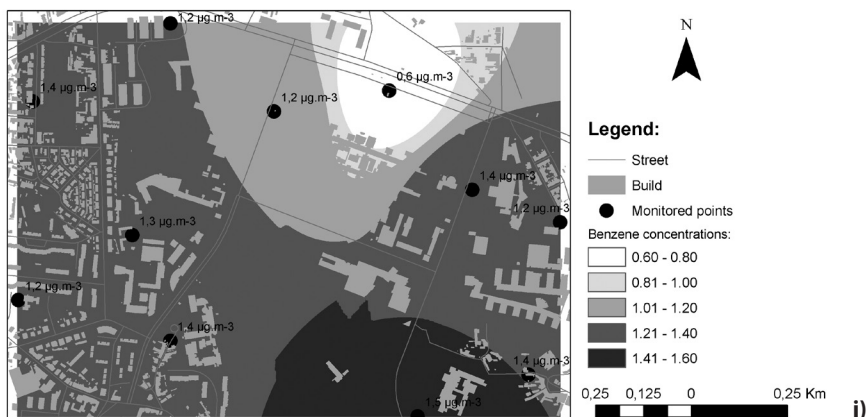 1,2 µg.m-3
1,4 µg.m-3
0,6 µg.m-3
1,2 µg.m-3
1,4 µg.m-3
1,2 µg.m-3
1,3 µg.m-3
1,2 µg.m-3
1,4 µg.m-3
1,4 µg.m-3
1,5 µg.m-3
N
Legend:
Street
Build
Monitored points
Benzene concentrations:
0.60 - 0.80
0.81 - 1.00
1.01 - 1.20
1.21 - 1.40
1.41 - 1.60
0,25 0,125 0 0,25 Km
i)